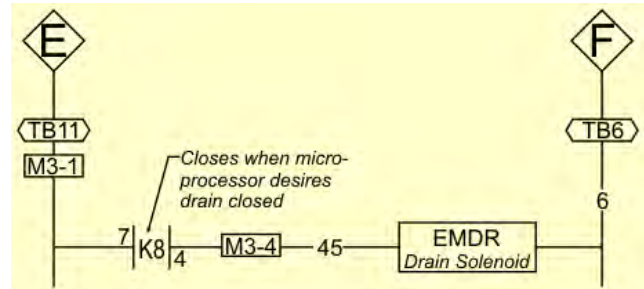 E
F
TB11
TB6
M3-1
Closes when micro-
processor desires
drain closed
6
7
K8
4
M3-4
45
EMDR
Drain Solenoid